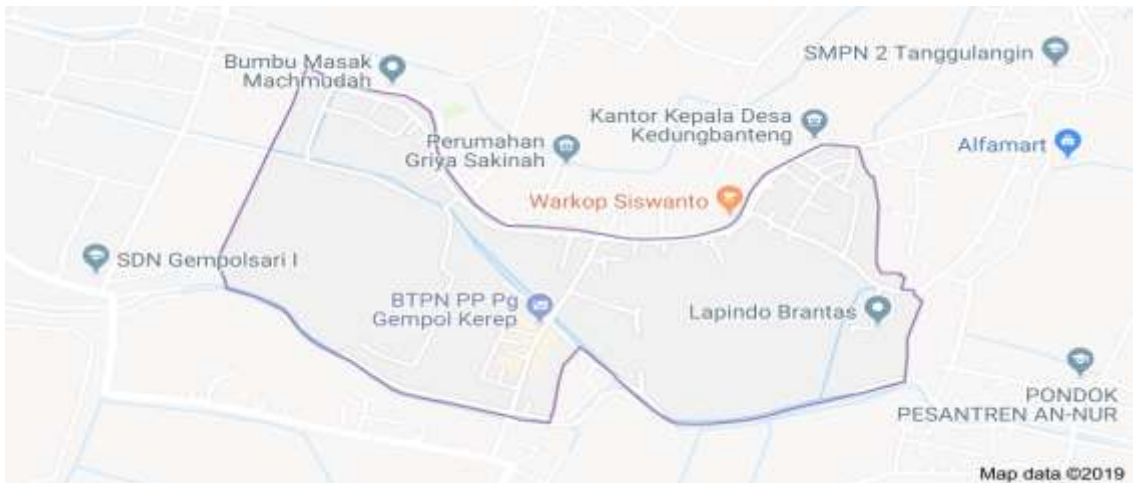 SMPN 2 Tanggulangin
Bumbu Masak
Machmudah
Kantor Kepala Desa
Kedungbanteng
Perumahan
Griya Sakinah
Alfamart
Warkop Siswanto
SDN Gempolsari I
BTPN PP Pg
Gempol Kerep
Lapindo Brantas
PONDOK
PESANTREN AN-NUR
Map data ©2019